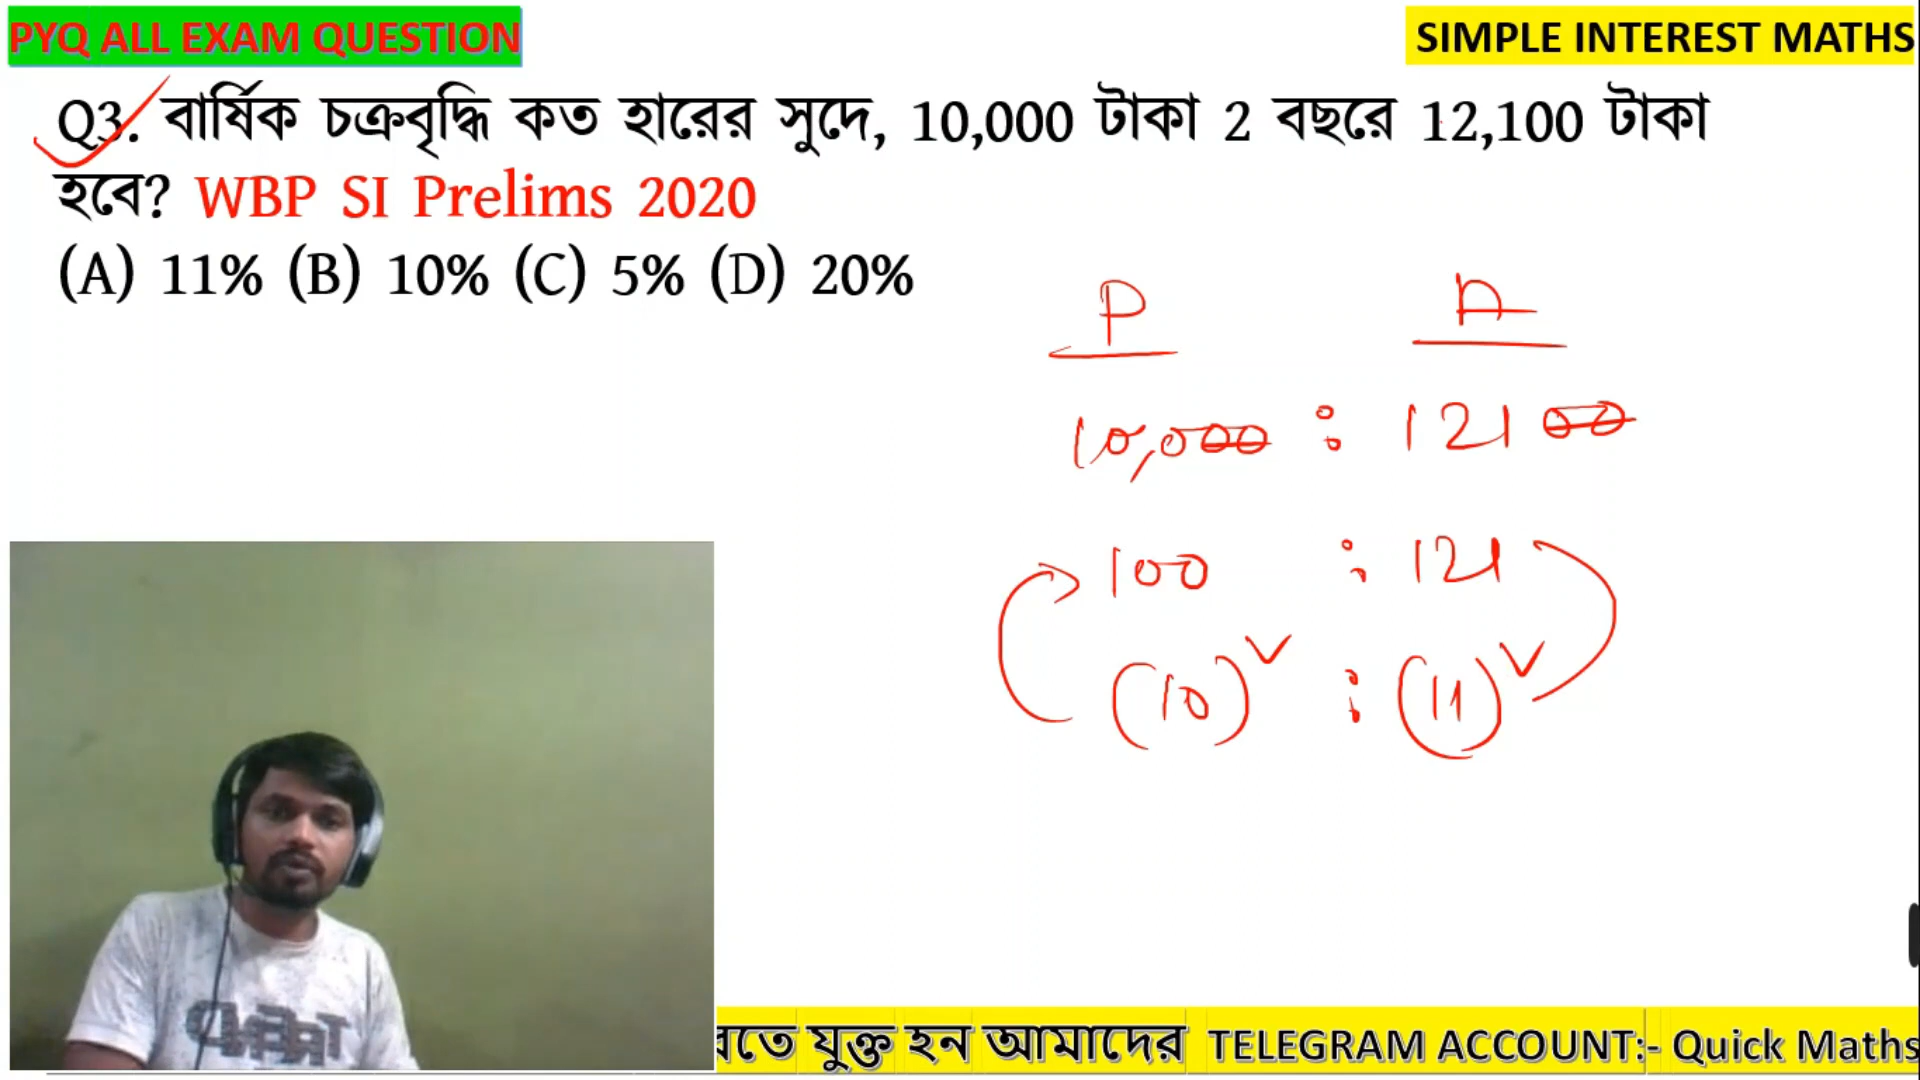 PYQ ALL EXAM QUESTION
SIMPLE INTEREST MATHS
Q3. বার্ষিক চক্রবৃদ্ধি কত হারের সুদে, 10,000 টাকা 2 বছরে 12,100 টাকা
হবে? WBP SI Prelims 2020
(A) 11% (B) 10% (C) 5% (D) 20%
P A
10,000 : 12100
100 : 121
(10)² : (11)²
যুক্ত হন আমাদের TELEGRAM ACCOUNT:- Quick Maths